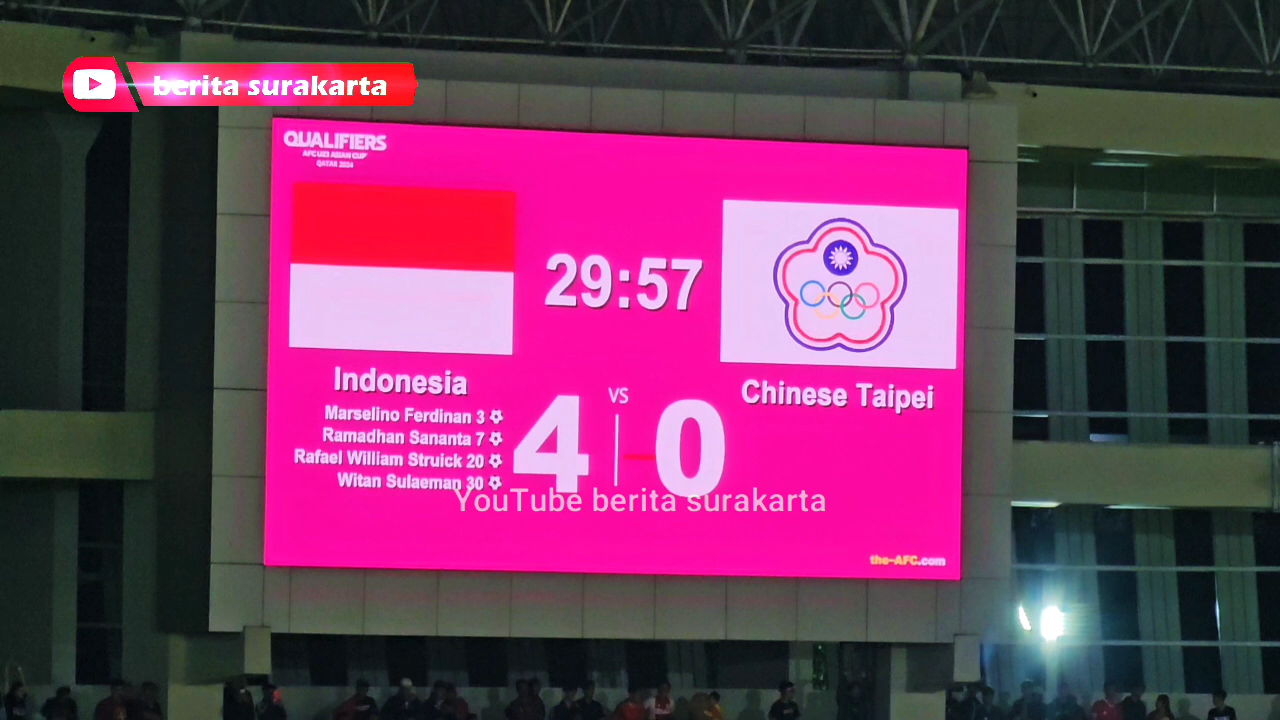 berita surakarta
QUALIFIERS
AFC U23 ASIAN CUP
QATAR 2024
29:57
Indonesia
Marselino Ferdinan 3
Ramadhan Sananta 7
Rafael William Struick 20
Witan Sulaeman 30
4 VS 0
Chinese Taipei
YouTube berita surakarta
the-AFC.com